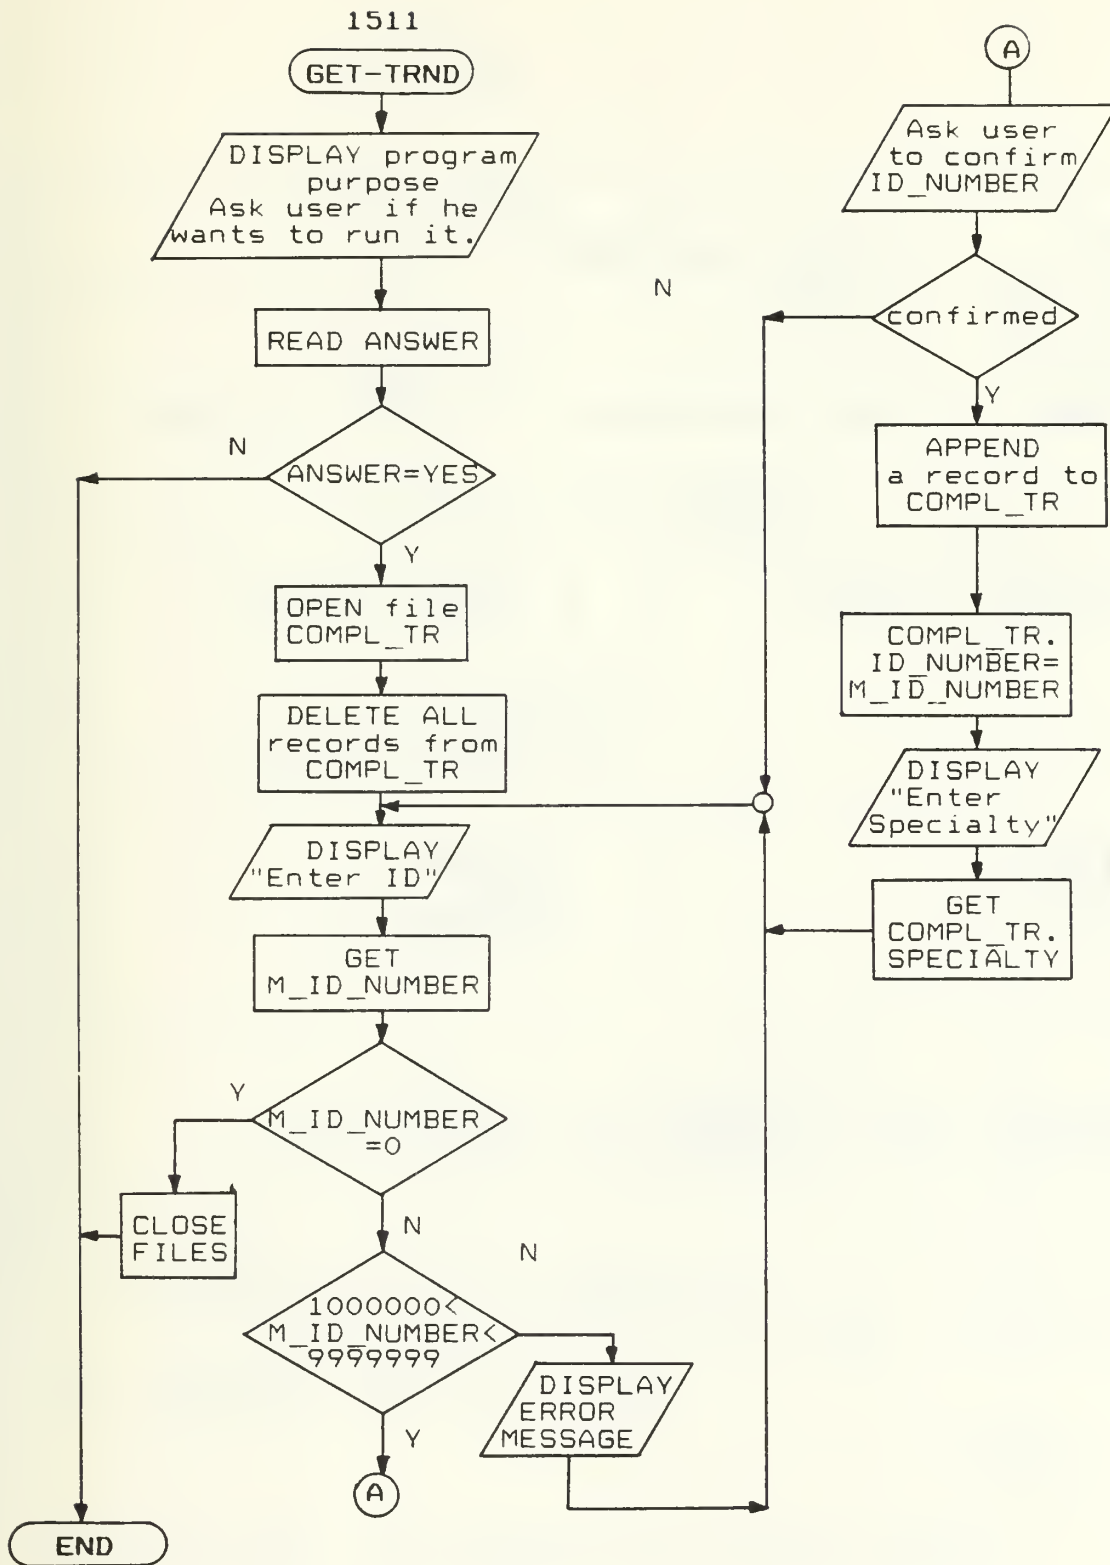 1511
GET-TRND
DISPLAY program
purpose
Ask user if he
wants to run it.
READ ANSWER
N
ANSWER=YES
Y
OPEN file
COMPL_TR
DELETE ALL
records from
COMPL_TR
DISPLAY
"Enter ID"
GET
M_ID_NUMBER
Y
M_ID_NUMBER
=0
CLOSE
FILES
N
N
1000000<
M_ID_NUMBER<
9999999
DISPLAY
ERROR
MESSAGE
Y
A
END
A
Ask user
to confirm
ID_NUMBER
N
confirmed
Y
APPEND
a record to
COMPL_TR
COMPL_TR.
ID_NUMBER=
M_ID_NUMBER
DISPLAY
"Enter
Specialty"
GET
COMPL_TR.
SPECIALTY